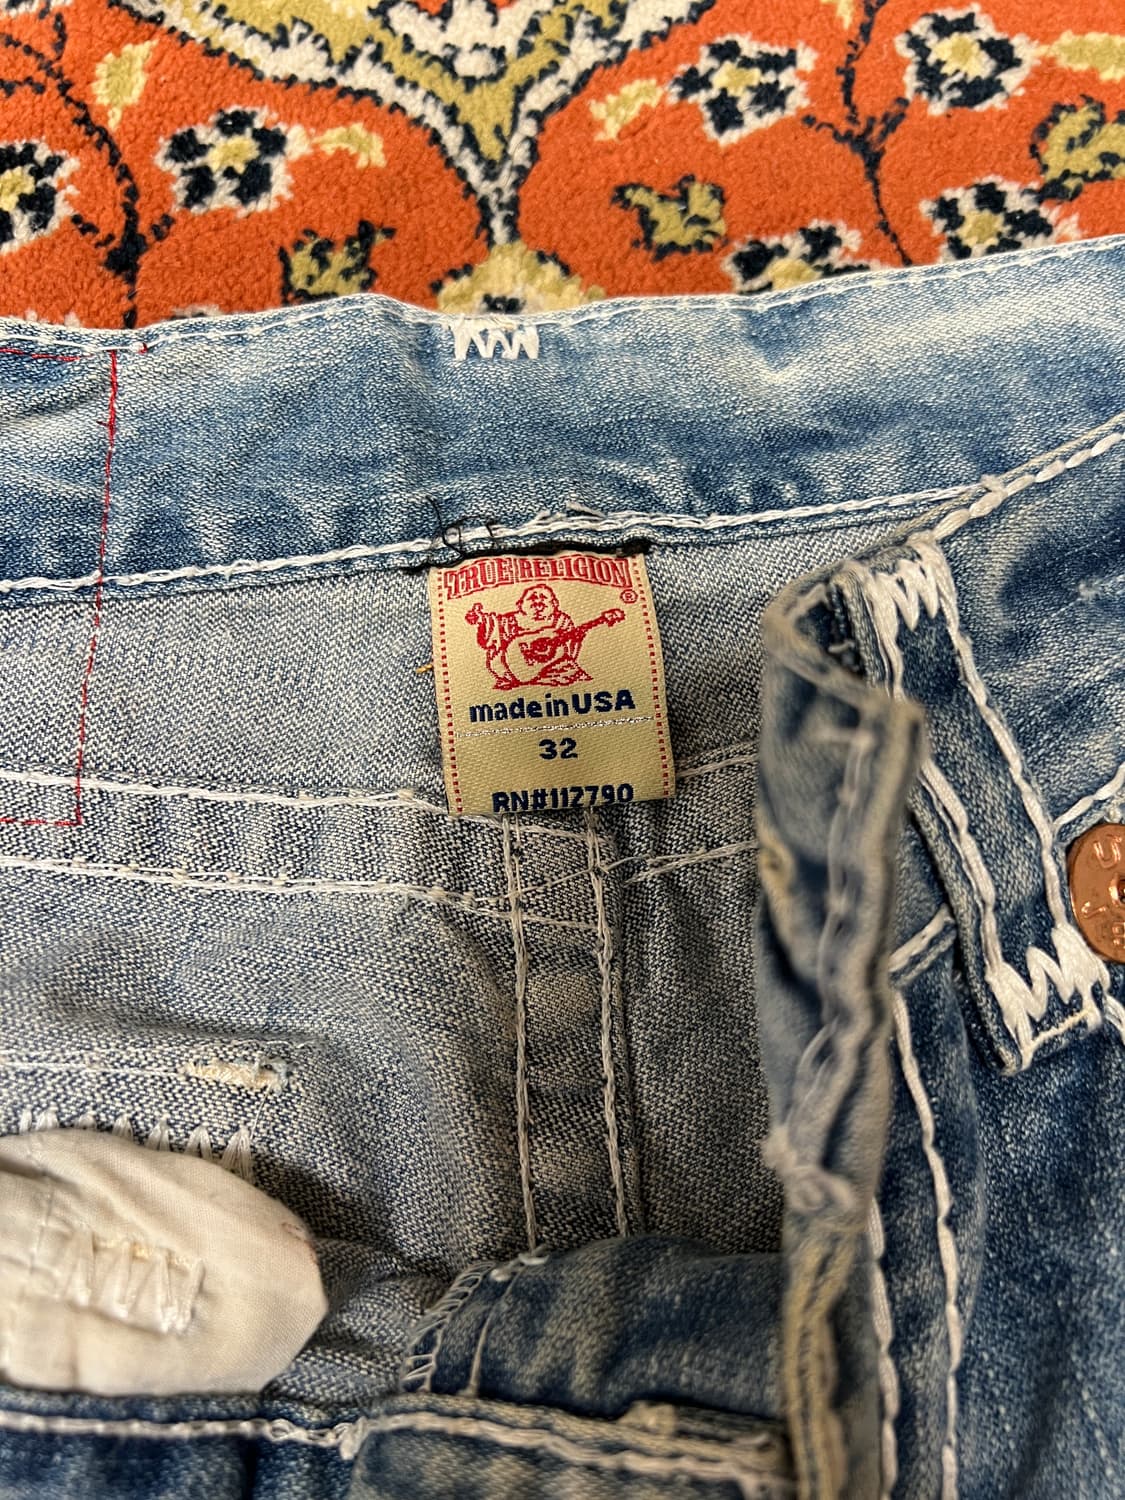 TRUE RELIGION
®
made in USA
32
RN#112790